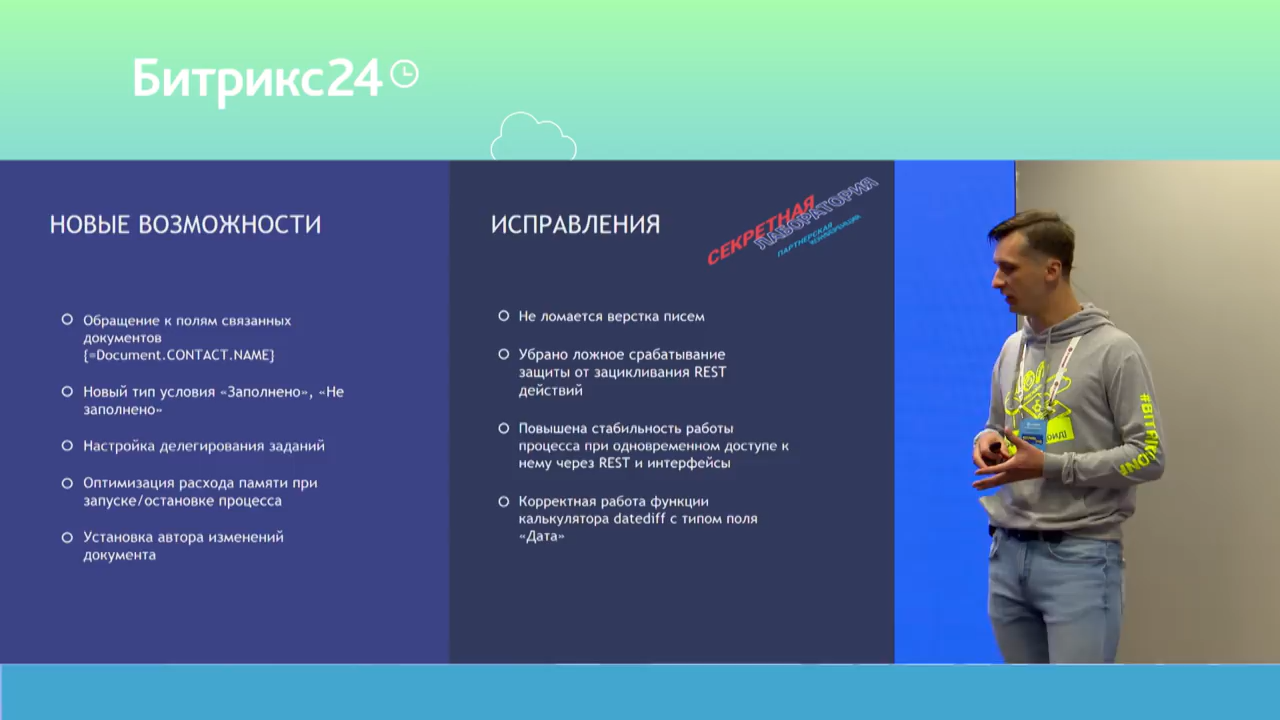 Битрикс24
НОВЫЕ ВОЗМОЖНОСТИ
Обращение к полям связанных
документов
{=Document.CONTACT.NAME}
Новый тип условия «Заполнено», «Не
заполнено»
Настройка делегирования заданий
Оптимизация расхода памяти при
запуске/остановке процесса
Установка автора изменений
документа
ИСПРАВЛЕНИЯ
СЕКРЕТНАЯ
ЛАБОРАТОРИЯ
ПАРТНЕРСКАЯ
Не ломается верстка писем
Убрано ложное срабатывание
защиты от зацикливания REST
действий
Повышена стабильность работы
процесса при одновременном доступе к
нему через REST и интерфейсы
Корректная работа функции
калькулятора datediff с типом поля
«Дата»